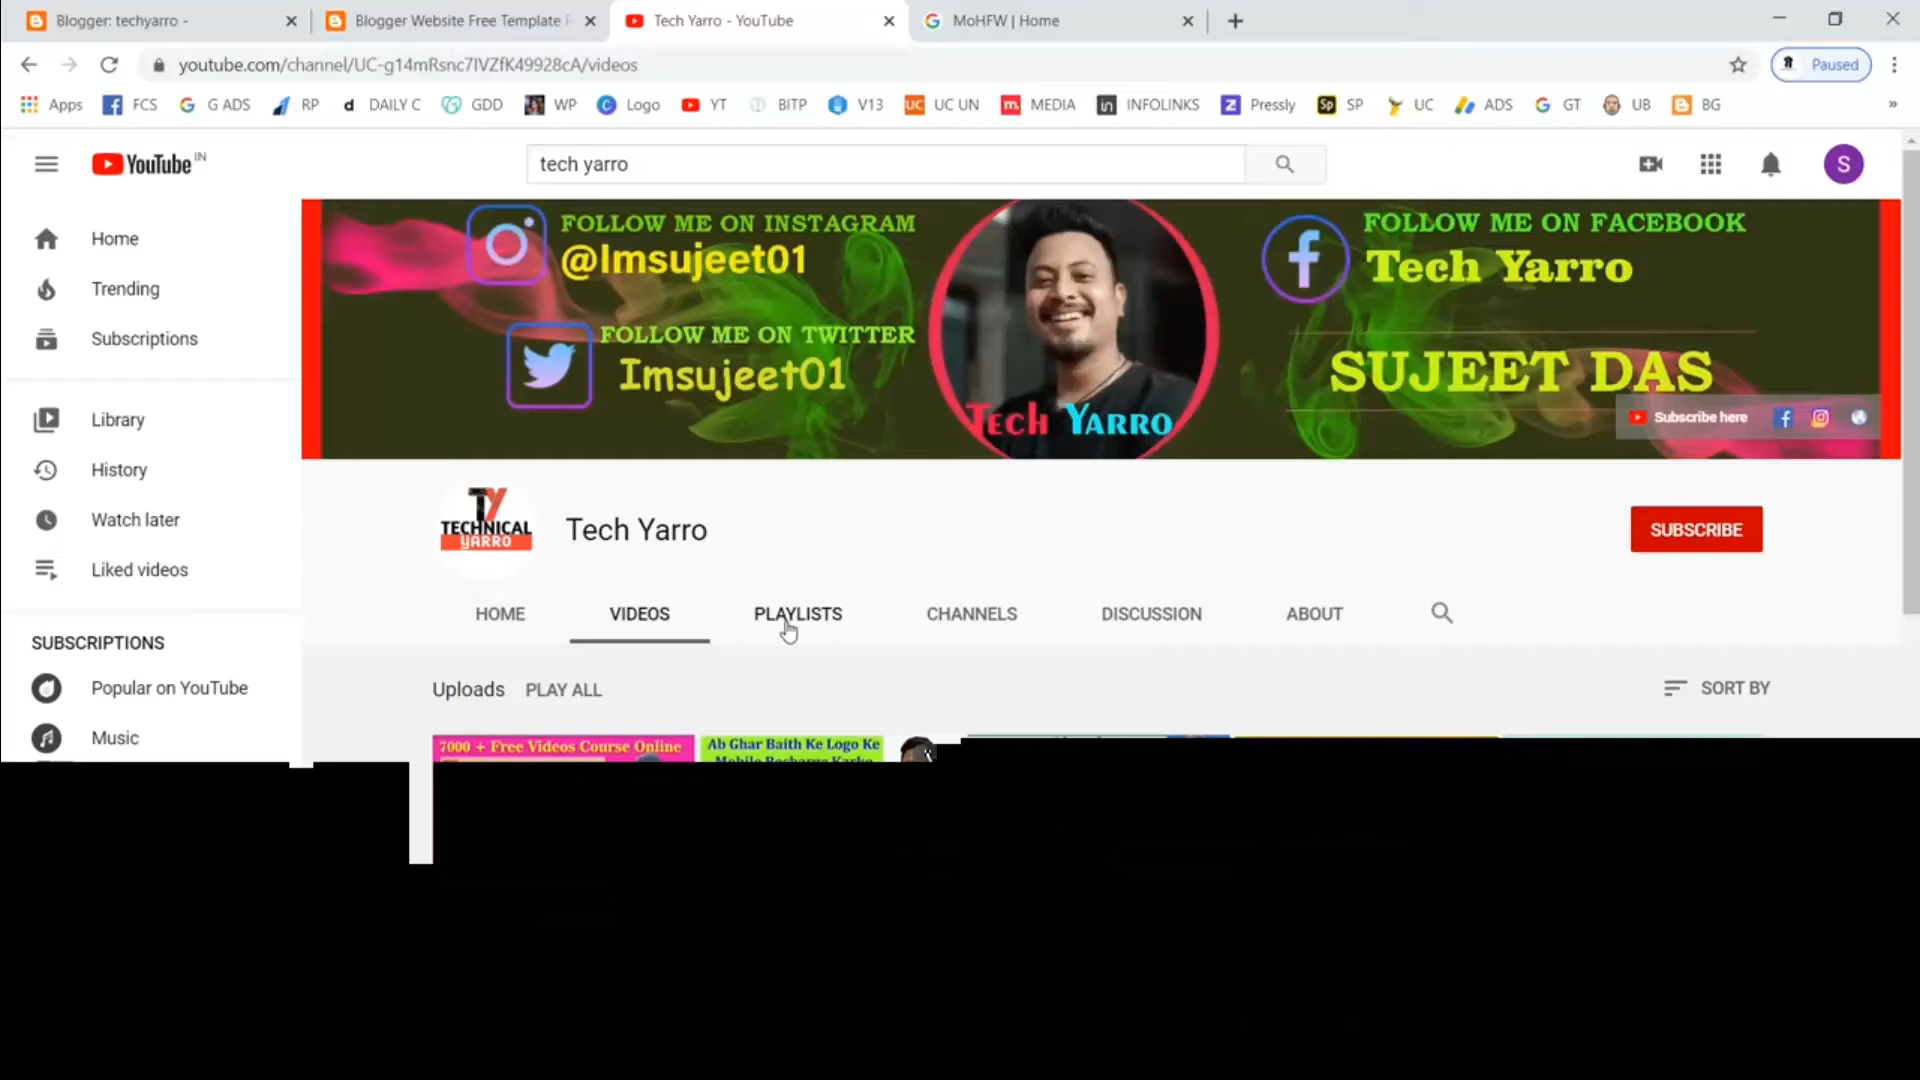 Blogger: techyarro -
Blogger Website Free Template
Tech Yarro - YouTube
MoHFW | Home
youtube.com/channel/UC-g14mRsnc7IVZfK49928cA/videos
Paused
Apps FCS G ADS RP DAILY C GDD WP Logo YT BITP V13 UC UN MEDIA INFOLINKS Pressly SP UC ADS GT UB BG
YouTube IN
tech yarro
S
Home
Trending
Subscriptions
Library
History
Watch later
Liked videos
SUBSCRIPTIONS
Popular on YouTube
Music
FOLLOW ME ON INSTAGRAM
@Imsujeet01
FOLLOW ME ON TWITTER
Imsujeet01
TECH YARRO
FOLLOW ME ON FACEBOOK
Tech Yarro
SUJEET DAS
Subscribe here
TY
TECHNICAL
YARRO
Tech Yarro
SUBSCRIBE
HOME VIDEOS PLAYLISTS CHANNELS DISCUSSION ABOUT
Uploads PLAY ALL
SORT BY
7000 + Free Videos Course Online
Ab Ghar Baith Ke Logo Ke
Mobile Recharge Karke